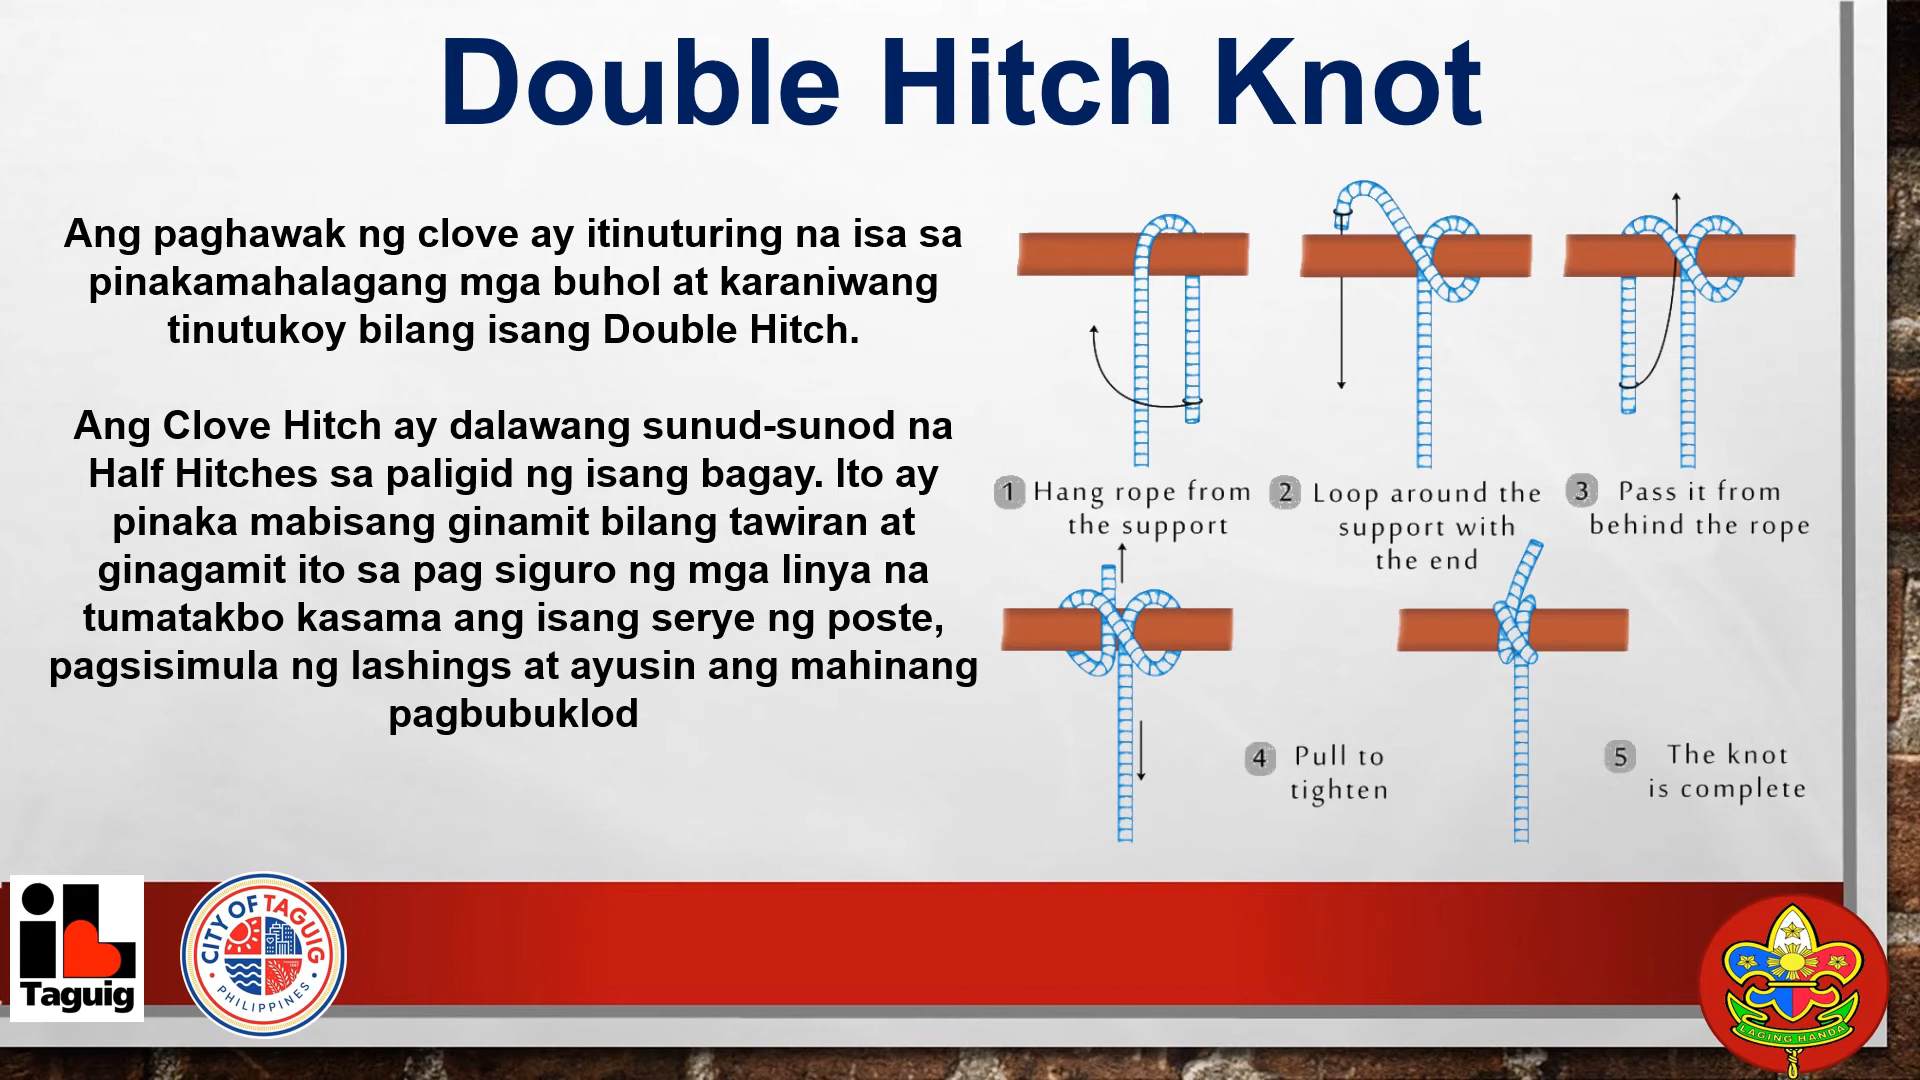 Double Hitch Knot
Ang paghawak ng clove ay itinuturing na isa sa
pinakamahalagang mga buhol at karaniwang
tinutukoy bilang isang Double Hitch.
Ang Clove Hitch ay dalawang sunud-sunod na
Half Hitches sa paligid ng isang bagay. Ito ay
pinaka mabisang ginamit bilang tawiran at
ginagamit ito sa pag siguro ng mga linya na
tumatakbo kasama ang isang serye ng poste,
pagsisimula ng lashings at ayusin ang mahinang
pagbubuklod
1 Hang rope from
the support
2 Loop around the
support with
the end
3 Pass it from
behind the rope
4 Pull to
tighten
5 The knot
is complete
iL
Taguig
CITY OF TAGUIG
PHILIPPINES
LAGING HANDA